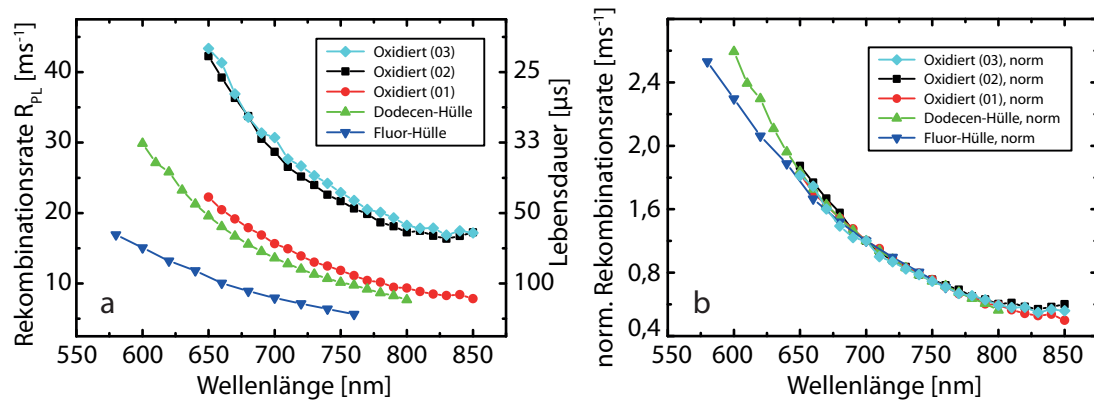 Rekombinationsrate R_PL [ms⁻¹]
40
30
20
10
Oxidiert (03)
Oxidiert (02)
Oxidiert (01)
Dodecen-Hülle
Fluor-Hülle
25
33
50
100
Lebensdauer [µs]
a
550 600 650 700 750 800 850
Wellenlänge [nm]
norm. Rekombinationsrate [ms⁻¹]
2,4
2,0
1,6
0,8
0,4
Oxidiert (03), norm
Oxidiert (02), norm
Oxidiert (01), norm
Dodecen-Hülle, norm
Fluor-Hülle, norm
b
550 600 650 700 750 800 850
Wellenlänge [nm]